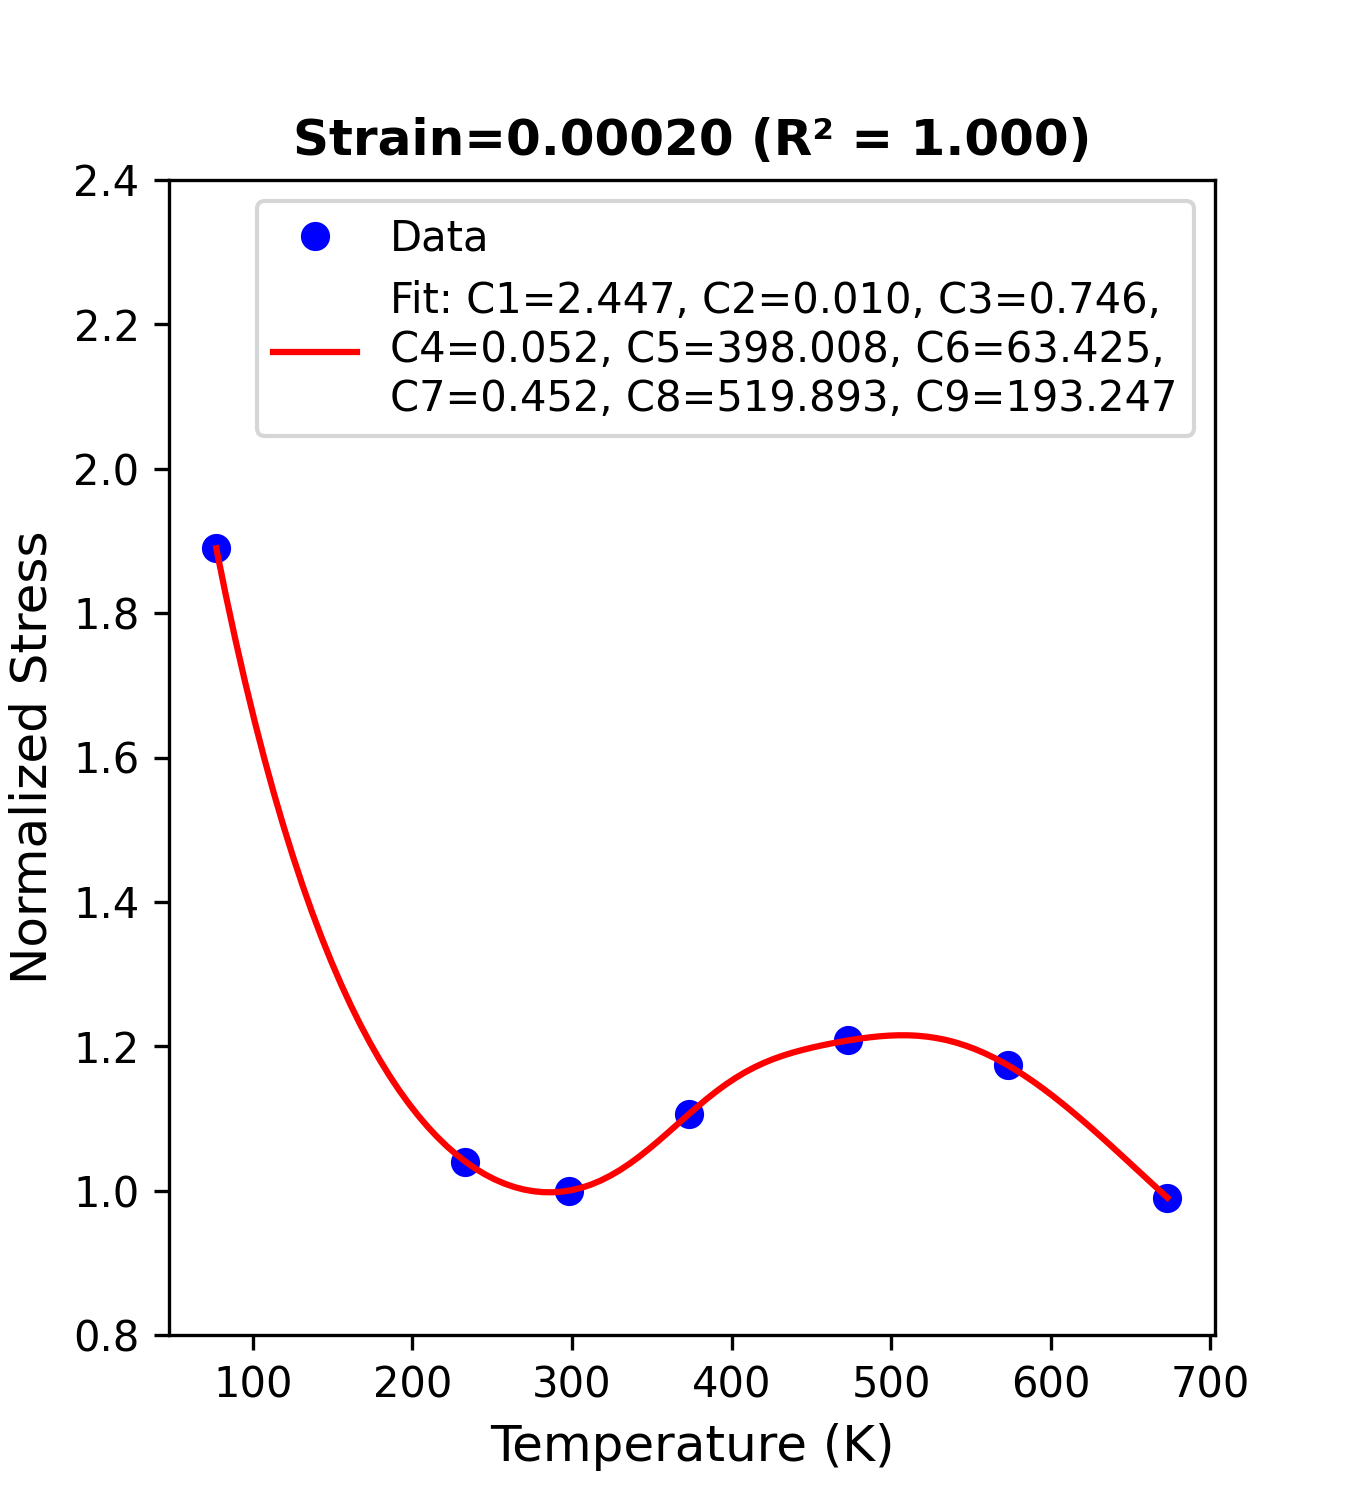 Strain=0.00020 (R² = 1.000)
Data
Fit: C1=2.447, C2=0.010, C3=0.746,
C4=0.052, C5=398.008, C6=63.425,
C7=0.452, C8=519.893, C9=193.247
2.4
2.2
2.0
1.8
1.6
1.4
1.2
1.0
0.8
Normalized Stress
100 200 300 400 500 600 700
Temperature (K)